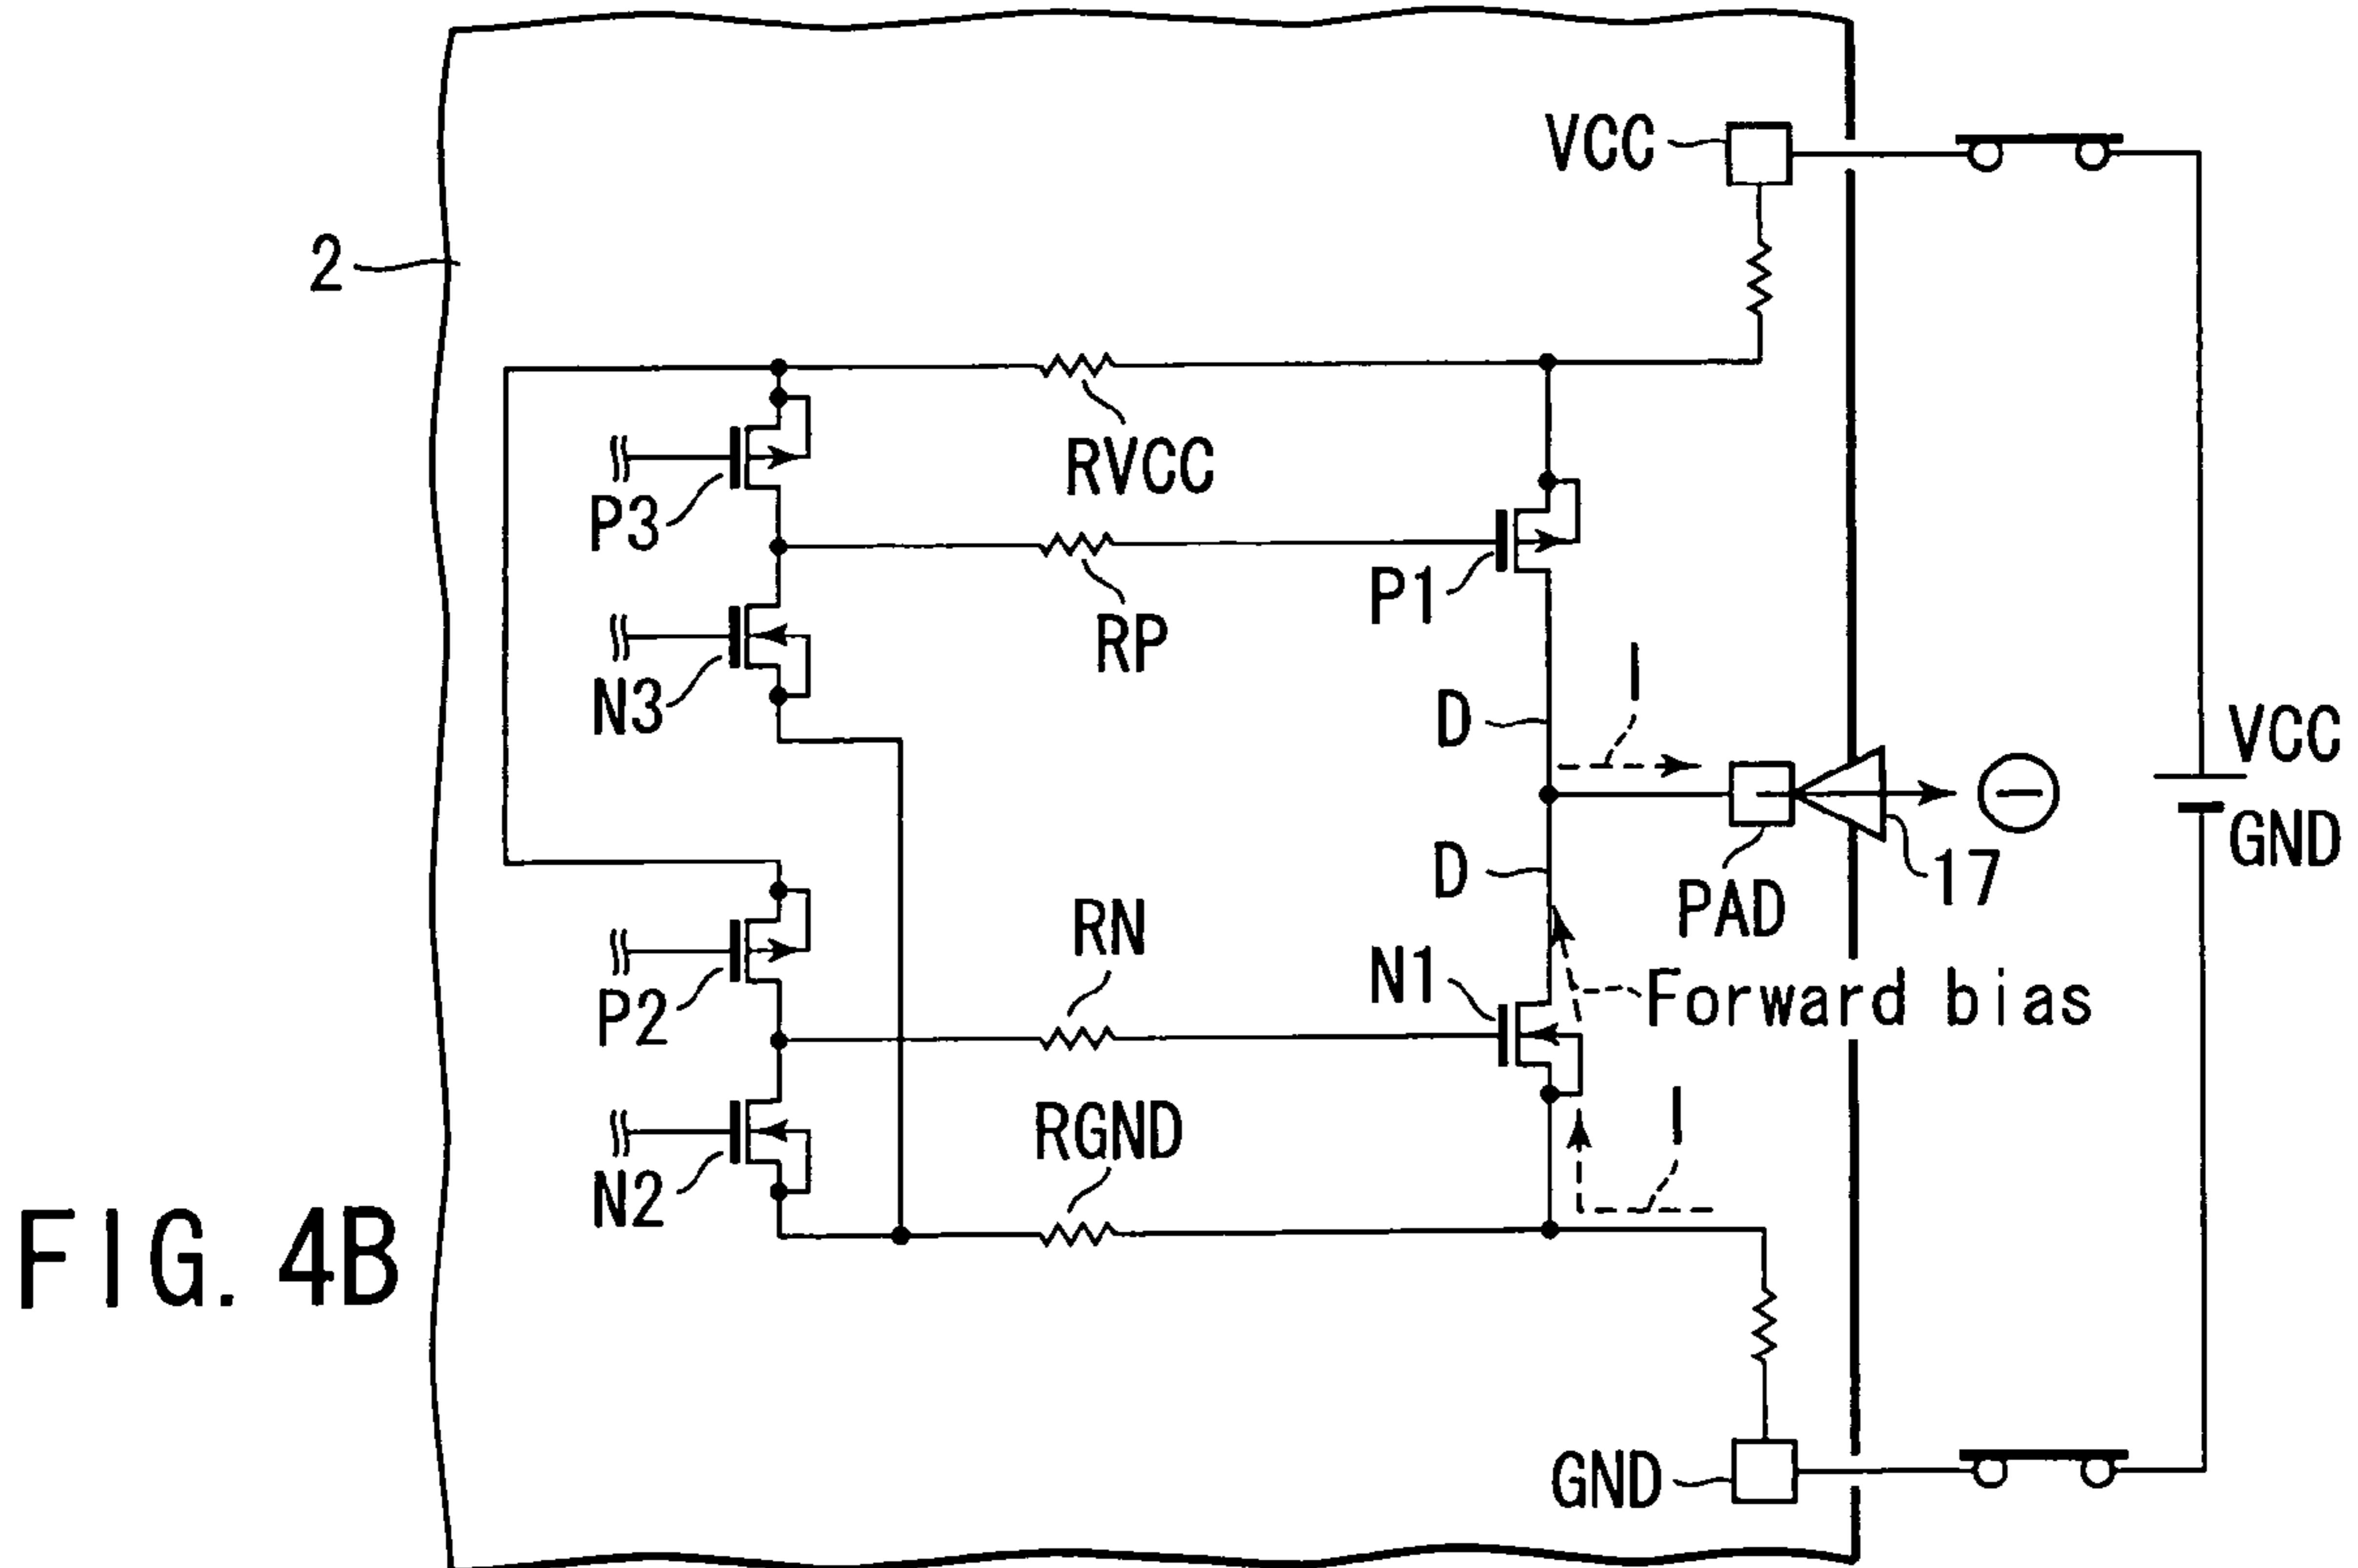 VCC
2
RVCC
P3
P1
RP
N3
I
D
VCC
GND
D
17
PAD
RN
N1
Forward bias
P2
I
RGND
N2
FIG. 4B
GND